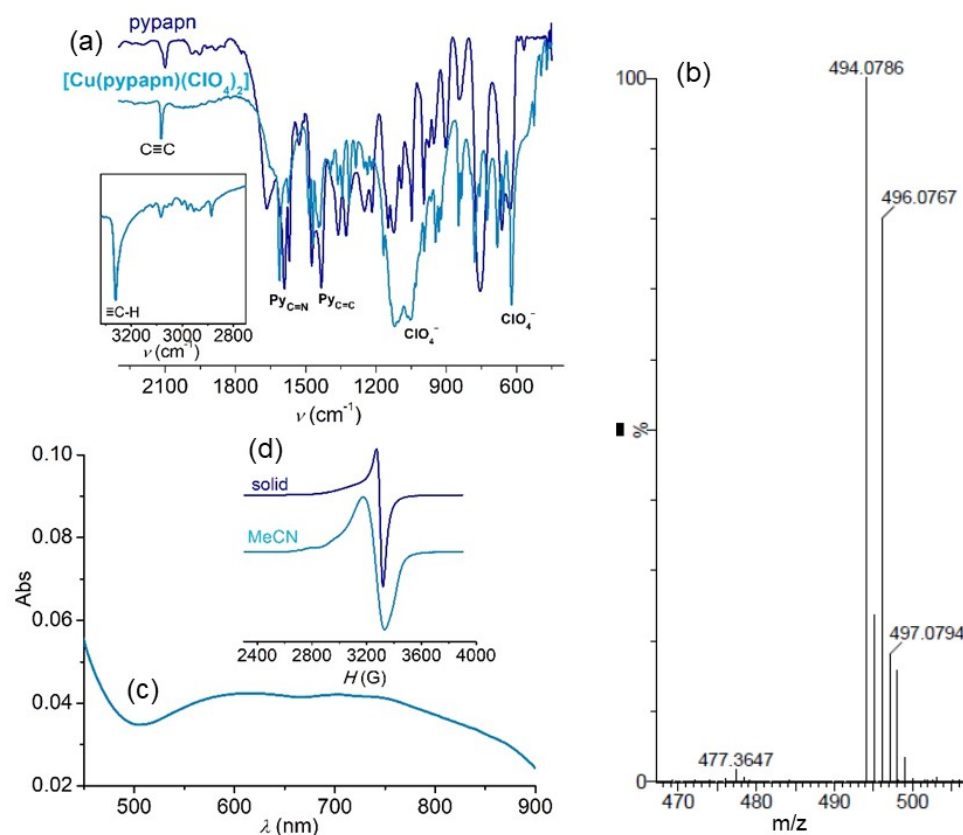 (a)
pypapn
[Cu(pypapn)(ClO₄)₂]
C≡C
≡C-H
3200 3000 2800
ν (cm⁻¹)
Py C=N
Py C=C
ClO₄⁻
ClO₄⁻
2100 1800 1500 1200 900 600
ν (cm⁻¹)
(b)
100
494.0786
496.0767
497.0794
477.3647
%
0
470 480 490 500
m/z
(c)
0.10
0.08
0.06
0.04
0.02
Abs
500 600 700 800 900
λ (nm)
(d)
solid
MeCN
2400 2800 3200 3600 4000
H (G)